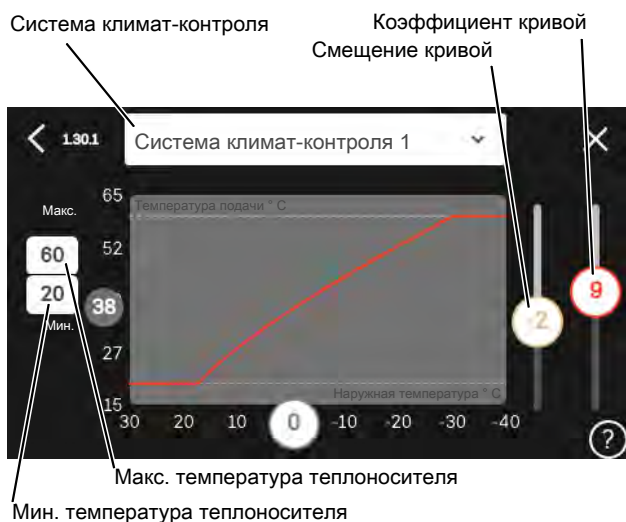 Система климат-контроля
Коэффициент кривой
Смещение кривой
1.30.1
Система климат-контроля 1
65
Температура подачи ° C
Макс.
60
52
20
38
Мин.
27
15
-2
9
Наружная температура ° C
30 20 10 0 -10 -20 -30 -40
?
Макс. температура теплоносителя
Мин. температура теплоносителя